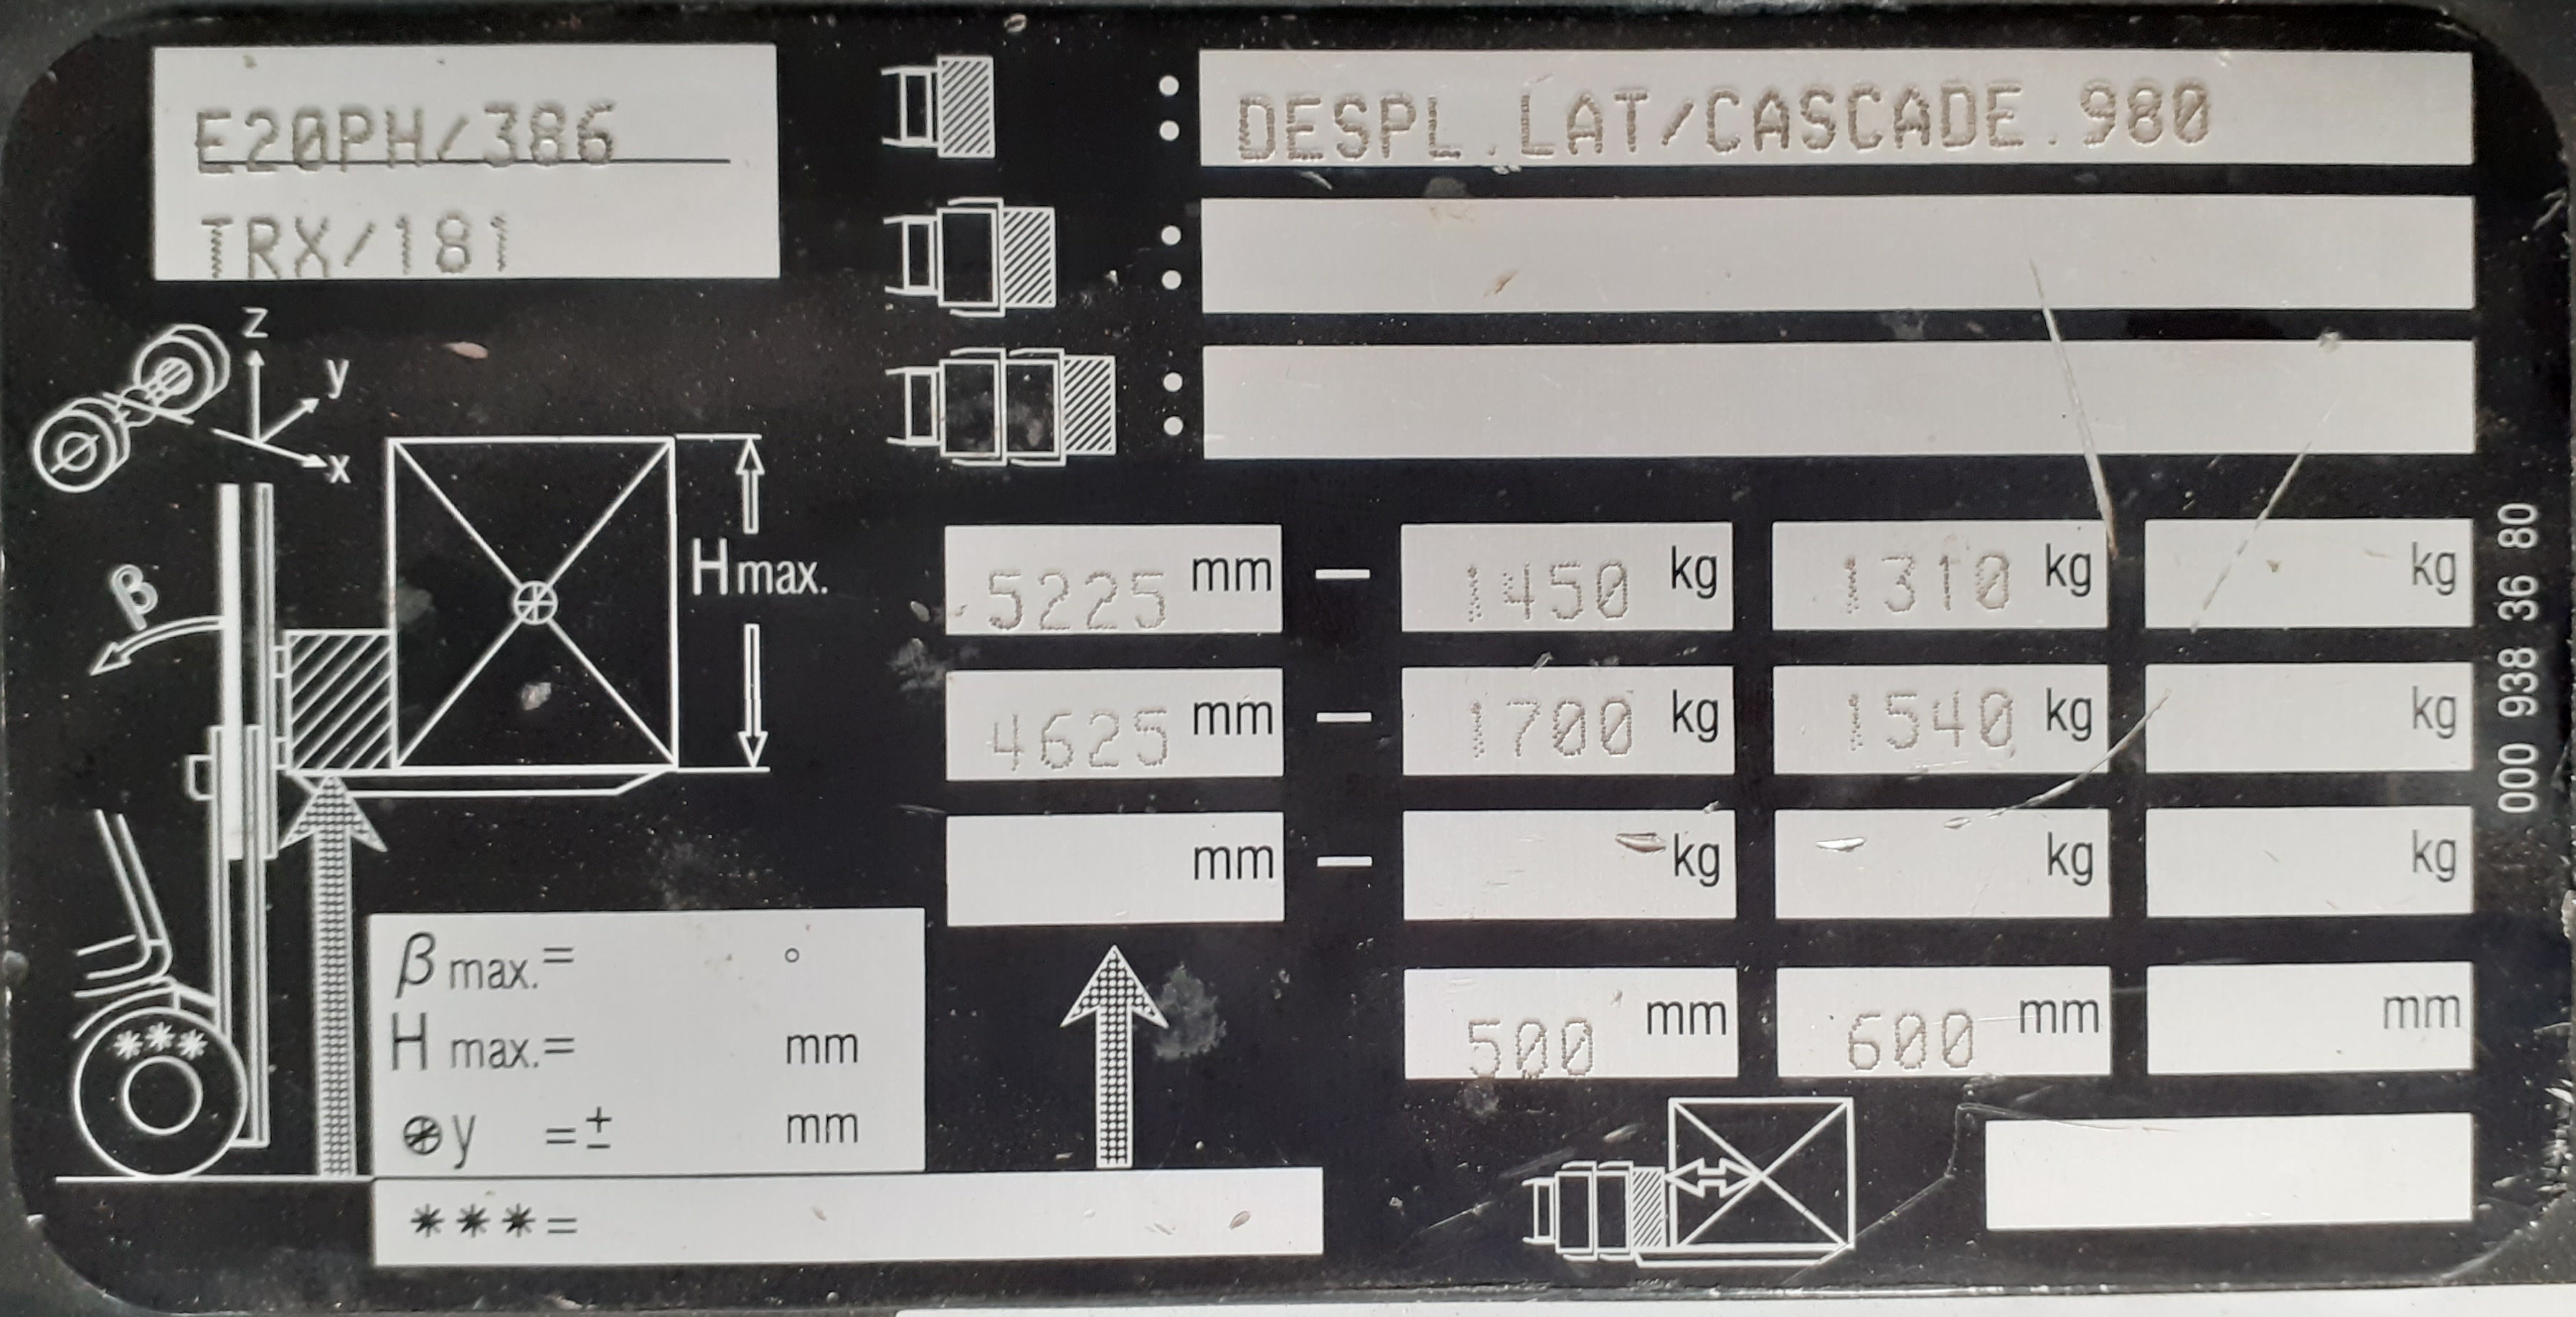 E20PH/386
TRX/181
: DESPL.LAT/CASCADE.980
:
:
z
y
x
β
H max.
5225 mm — 1450 kg 1310 kg kg
4625 mm — 1700 kg 1540 kg kg
mm — kg kg kg
500 mm 600 mm mm
β max.= °
H max.= mm
y =± mm
***
***=
000 938 36 80